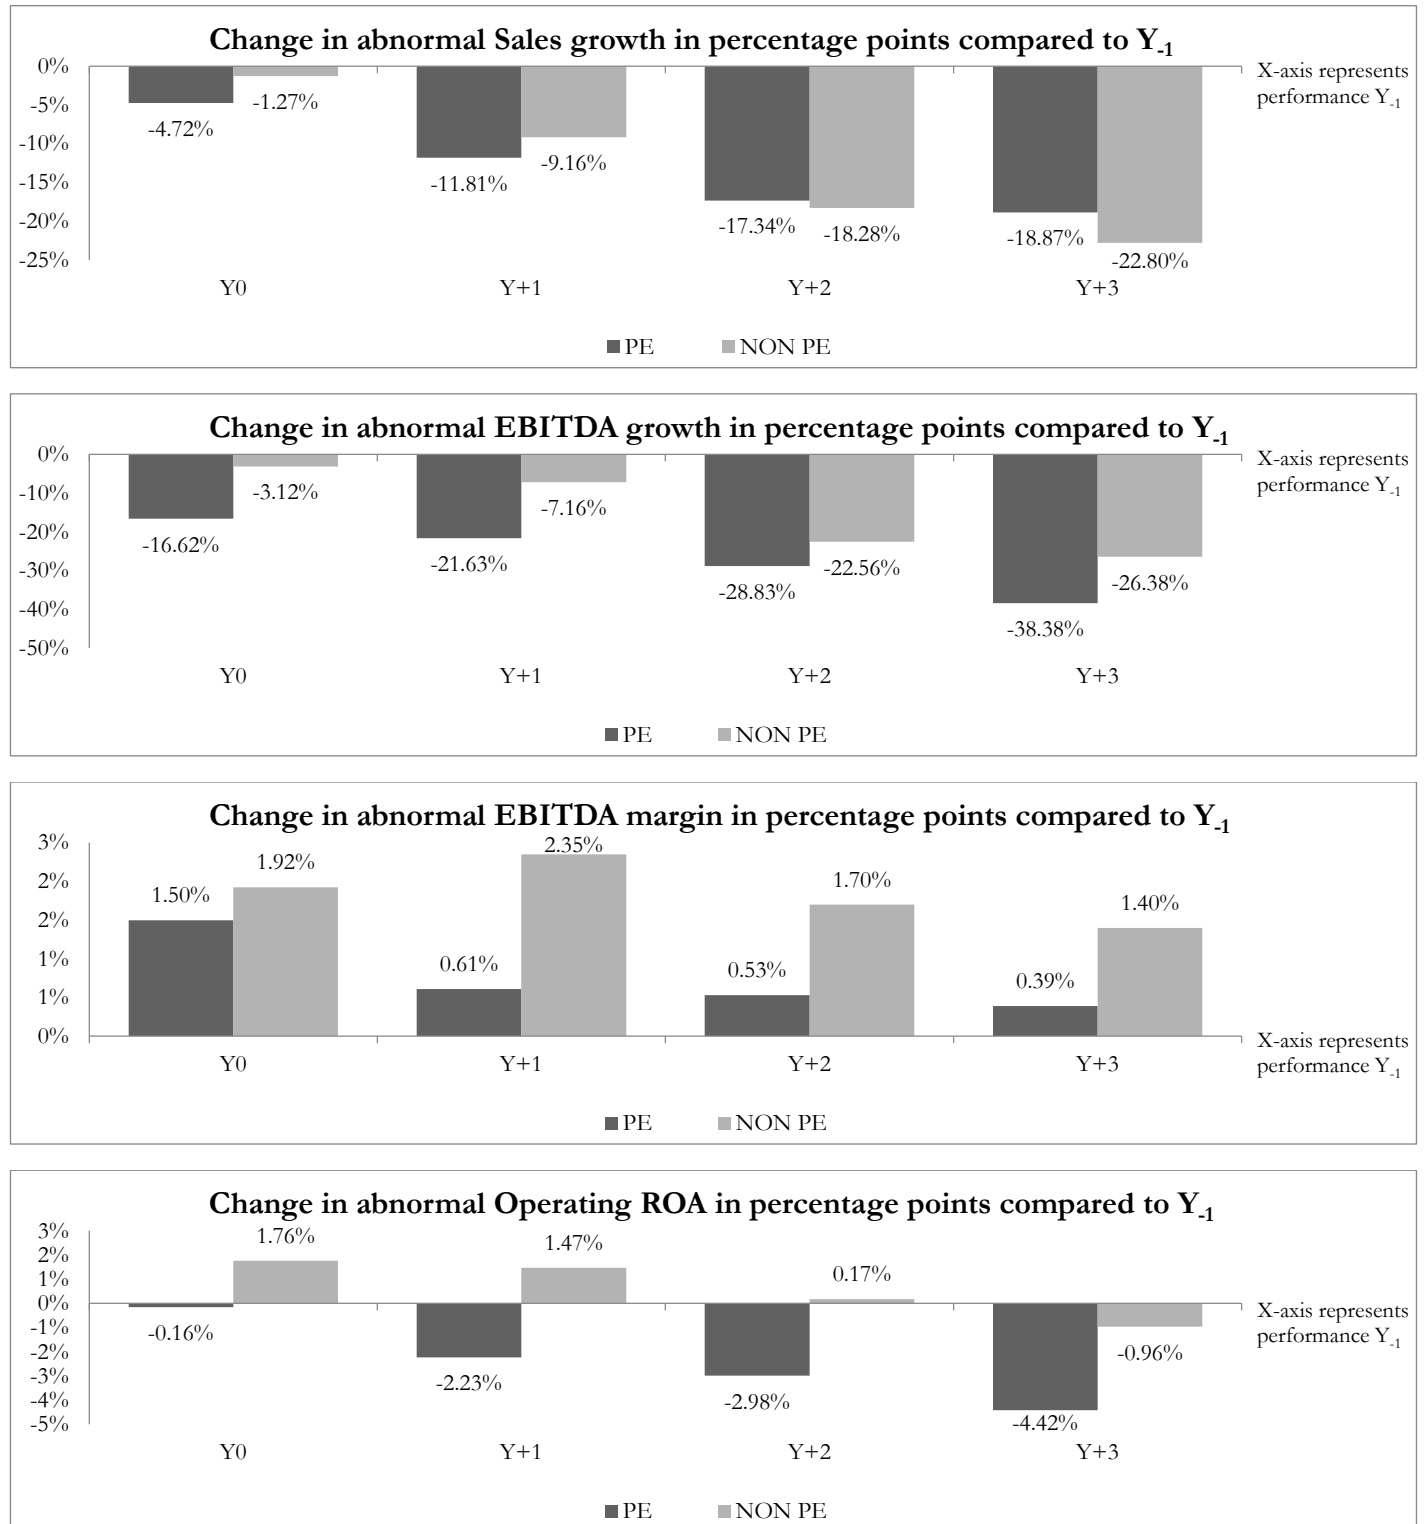 Change in abnormal Sales growth in percentage points compared to Y-1
0%
-5%
-10%
-15%
-20%
-25%
-4.72%
-1.27%
-11.81%
-9.16%
-17.34%
-18.28%
-18.87%
-22.80%
X-axis represents
performance Y-1
Y0
Y+1
Y+2
Y+3
PE
NON PE
Change in abnormal EBITDA growth in percentage points compared to Y-1
0%
-10%
-20%
-30%
-40%
-50%
-16.62%
-3.12%
-21.63%
-7.16%
-28.83%
-22.56%
-38.38%
-26.38%
X-axis represents
performance Y-1
Y0
Y+1
Y+2
Y+3
PE
NON PE
Change in abnormal EBITDA margin in percentage points compared to Y-1
3%
2%
2%
1%
1%
0%
1.50%
1.92%
0.61%
2.35%
0.53%
1.70%
0.39%
1.40%
X-axis represents
performance Y-1
Y0
Y+1
Y+2
Y+3
PE
NON PE
Change in abnormal Operating ROA in percentage points compared to Y-1
3%
2%
1%
0%
-1%
-2%
-3%
-4%
-5%
-0.16%
1.76%
-2.23%
1.47%
-2.98%
0.17%
-4.42%
-0.96%
X-axis represents
performance Y-1
Y0
Y+1
Y+2
Y+3
PE
NON PE